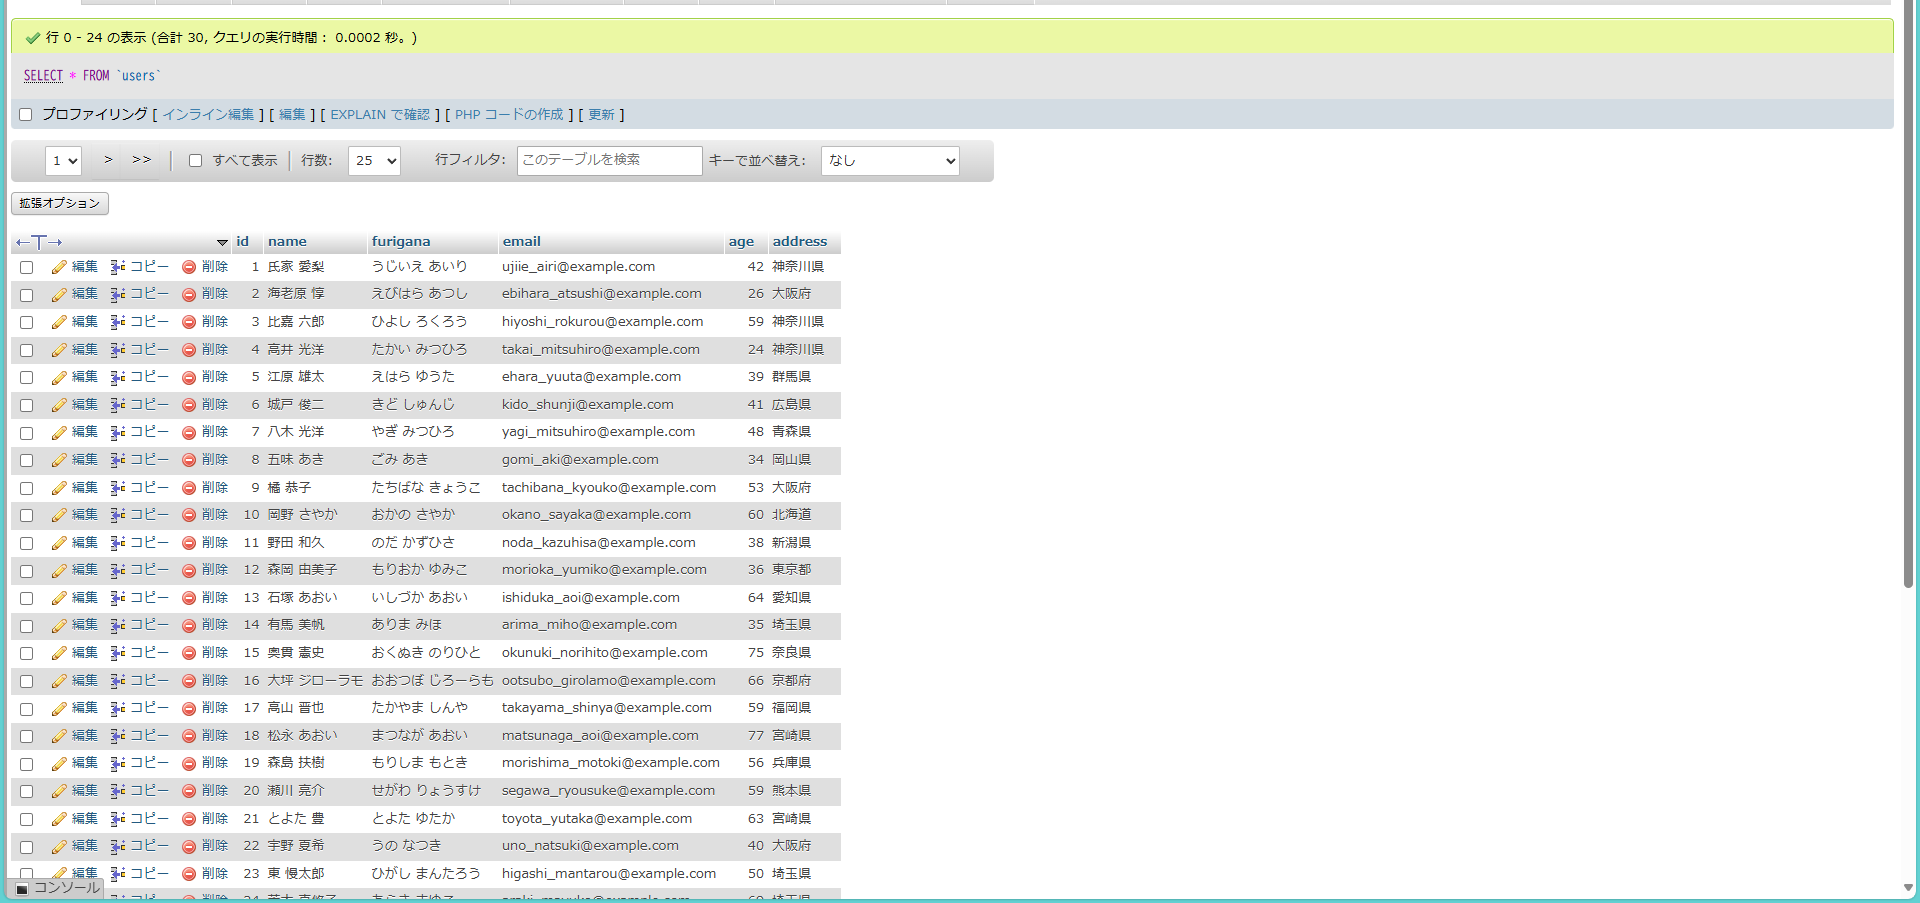 行 0 - 24 の表示 (合計 30, クエリの実行時間： 0.0002 秒。)
SELECT * FROM `users`
プロファイリング [ インライン編集 ] [ 編集 ] [ EXPLAIN で確認 ] [ PHP コードの作成 ] [ 更新 ]
1 > >> すべて表示 行数: 25 行フィルタ: このテーブルを検索 キーで並べ替え: なし
拡張オプション
←T→ id name furigana email age address
編集 コピー 削除 1 氏家 愛梨 うじいえ あいり ujiie_airi@example.com 42 神奈川県
編集 コピー 削除 2 海老原 惇 えびはら あつし ebihara_atsushi@example.com 26 大阪府
編集 コピー 削除 3 比嘉 六郎 ひよし ろくろう hiyoshi_rokurou@example.com 59 神奈川県
編集 コピー 削除 4 高井 光洋 たかい みつひろ takai_mitsuhiro@example.com 24 神奈川県
編集 コピー 削除 5 江原 雄太 えはら ゆうた ehara_yuuta@example.com 39 群馬県
編集 コピー 削除 6 城戸 俊二 きど しゅんじ kido_shunji@example.com 41 広島県
編集 コピー 削除 7 八木 光洋 やぎ みつひろ yagi_mitsuhiro@example.com 48 青森県
編集 コピー 削除 8 五味 あき ごみ あき gomi_aki@example.com 34 岡山県
編集 コピー 削除 9 橘 恭子 たちばな きょうこ tachibana_kyouko@example.com 53 大阪府
編集 コピー 削除 10 岡野 さやか おかの さやか okano_sayaka@example.com 60 北海道
編集 コピー 削除 11 野田 和久 のだ かずひさ noda_kazuhisa@example.com 38 新潟県
編集 コピー 削除 12 森岡 由美子 もりおか ゆみこ morioka_yumiko@example.com 36 東京都
編集 コピー 削除 13 石塚 あおい いしづか あおい ishiduka_aoi@example.com 64 愛知県
編集 コピー 削除 14 有馬 美帆 ありま みほ arima_miho@example.com 35 埼玉県
編集 コピー 削除 15 奥貫 憲史 おくぬき のりひと okunuki_norihito@example.com 75 奈良県
編集 コピー 削除 16 大坪 ジローラモ おおつぼ じろーらも ootsubo_girolamo@example.com 66 京都府
編集 コピー 削除 17 高山 晋也 たかやま しんや takayama_shinya@example.com 59 福岡県
編集 コピー 削除 18 松永 あおい まつなが あおい matsunaga_aoi@example.com 77 宮崎県
編集 コピー 削除 19 森島 扶樹 もりしま もとき morishima_motoki@example.com 56 兵庫県
編集 コピー 削除 20 瀬川 亮介 せがわ りょうすけ segawa_ryousuke@example.com 59 熊本県
編集 コピー 削除 21 とよた 豊 とよた ゆたか toyota_yutaka@example.com 63 宮崎県
編集 コピー 削除 22 宇野 夏希 うの なつき uno_natsuki@example.com 40 大阪府
編集 コピー 削除 23 東 慢太郎 ひがし まんたろう higashi_mantarou@example.com 50 埼玉県
コンソール